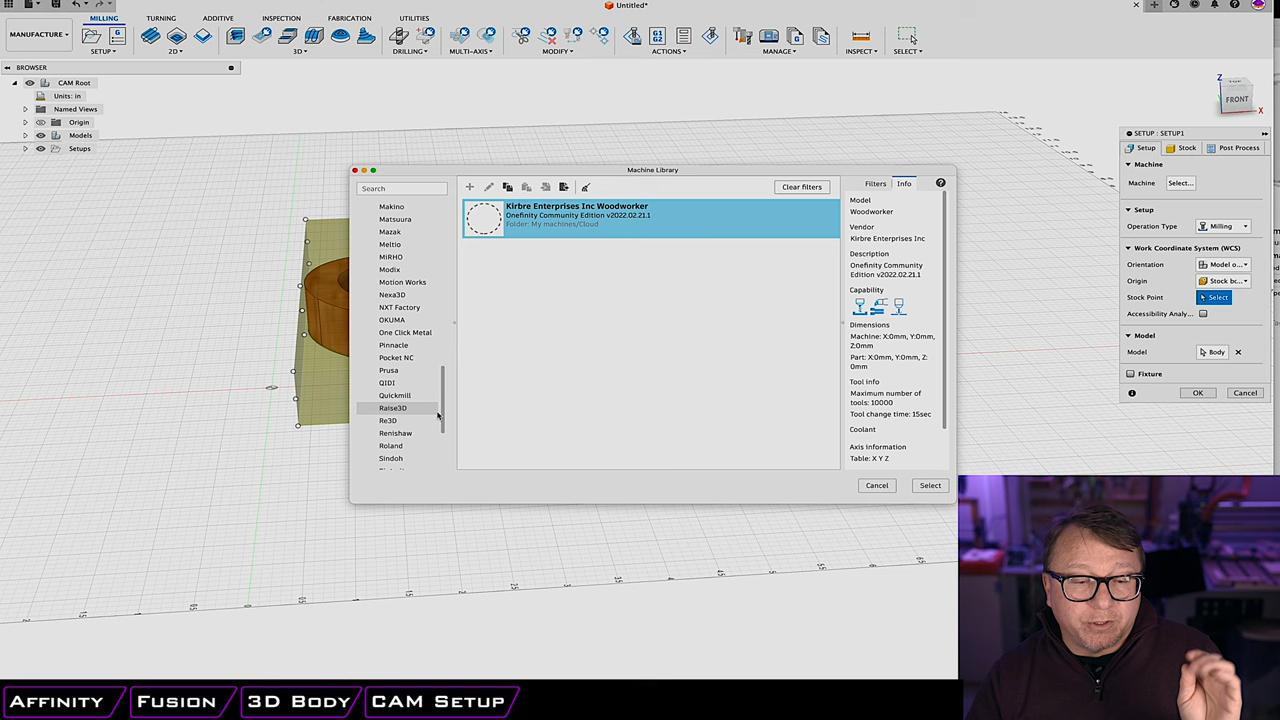 Untitled*
MILLING
TURNING
ADDITIVE
INSPECTION
FABRICATION
UTILITIES
MANUFACTURE
SETUP
2D
3D
DRILLING
MULTI-AXIS
MODIFY
G1
G2
ACTIONS
MANAGE
INSPECT
SELECT
BROWSER
CAM Root
Units: in
Named Views
Origin
Models
Setups
Z
TOP
FRONT
X
SETUP : SETUP1
Setup
Stock
Post Process
Machine
Machine
Select...
Setup
Operation Type
Milling
Work Coordinate System (WCS)
Orientation
Model o...
Origin
Stock bc...
Stock Point
Select
Accessibility Analy...
Model
Model
Body
Fixture
OK
Cancel
Machine Library
Search
Clear filters
Filters
Info
Makino
Matsuura
Mazak
Meltio
MiRHO
Modix
Motion Works
Nexa3D
NXT Factory
OKUMA
One Click Metal
Pinnacle
Pocket NC
Prusa
QIDI
Quickmill
Raise3D
Re3D
Renishaw
Roland
Sindoh
Kirbre Enterprises Inc Woodworker
Onefinity Community Edition v2022.02.21.1
Folder: My machines/Cloud
Model
Woodworker
Vendor
Kirbre Enterprises Inc
Description
Onefinity Community
Edition v2022.02.21.1
Capability
Dimensions
Machine: X:0mm, Y:0mm,
Z:0mm
Part: X:0mm, Y:0mm, Z:
0mm
Tool info
Maximum number of
tools: 10000
Tool change time: 15sec
Coolant
Axis information
Table: X Y Z
Cancel
Select
AFFINITY
FUSION
3D BODY
CAM SETUP